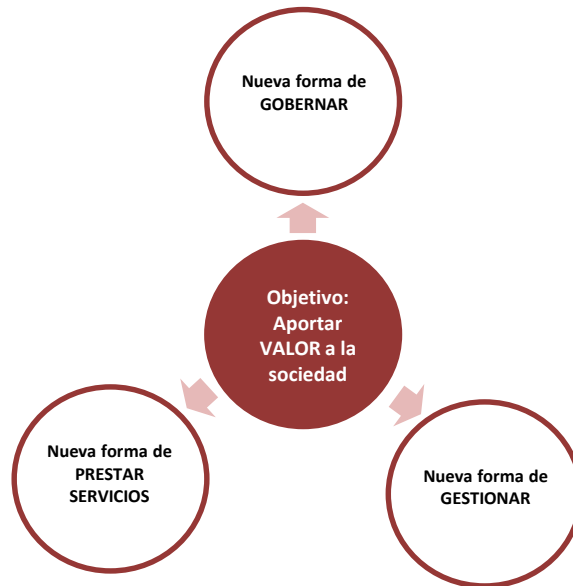 Nueva forma de
GOBERNAR
Objetivo:
Aportar
VALOR a la
sociedad
Nueva forma de
PRESTAR
SERVICIOS
Nueva forma de
GESTIONAR